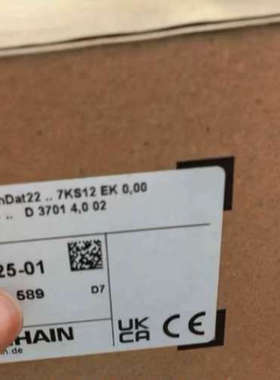 nDat22 .. 7KS12 EK 0,00
.. D 3701 4,0 02
25-01
589 D7
HAIN
n.de
UK
CA CE